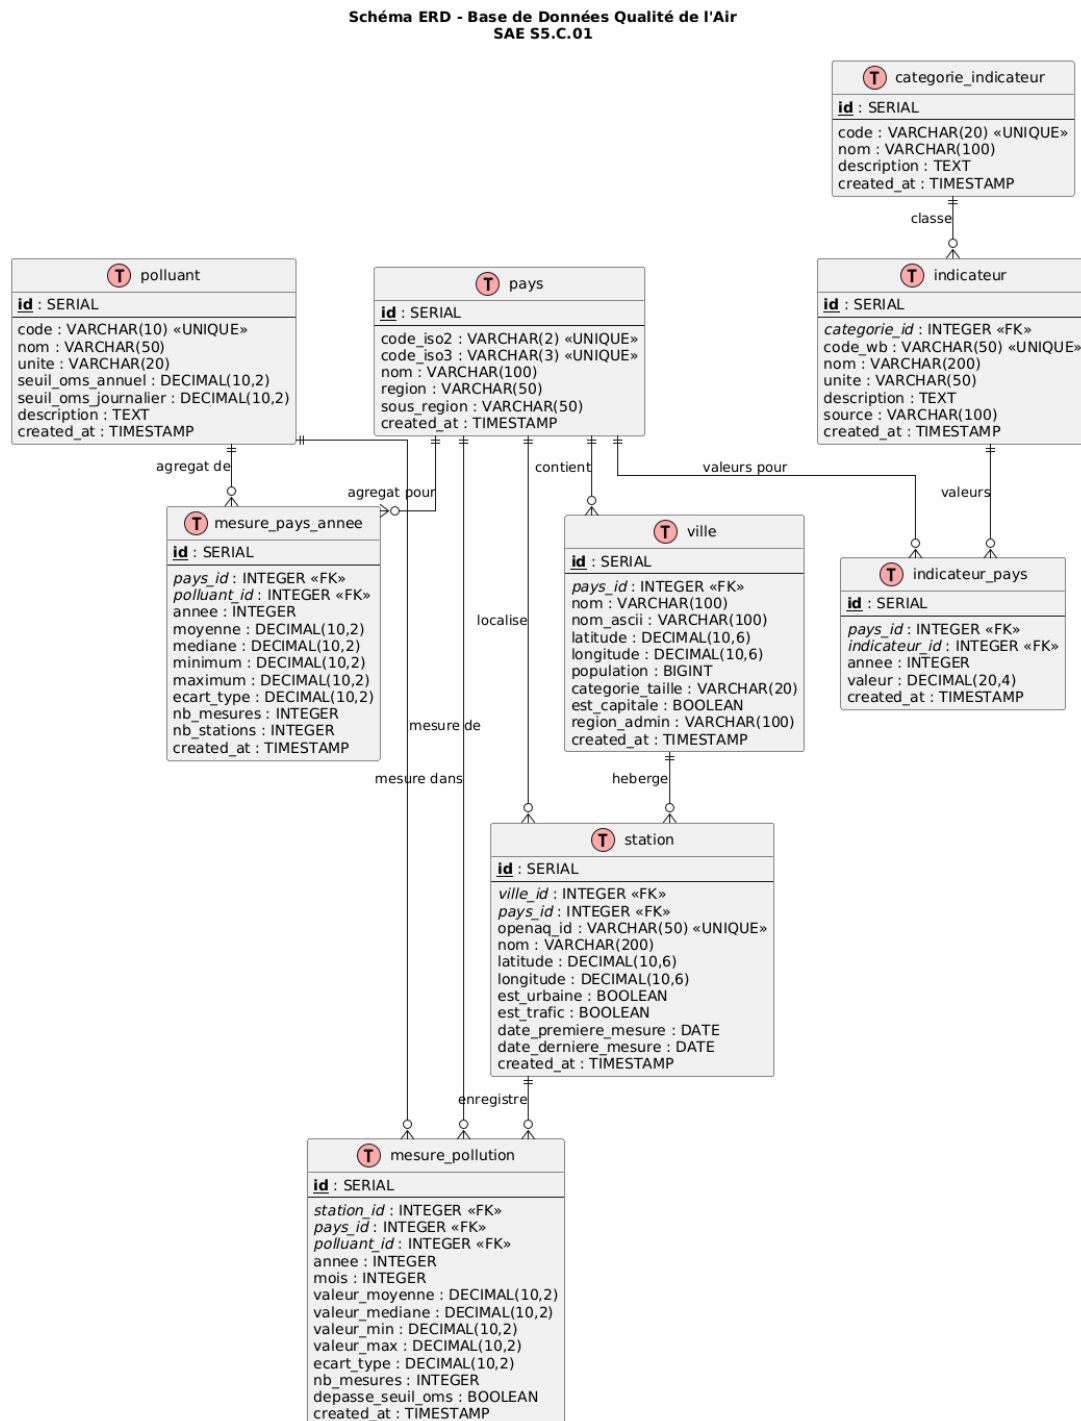 Schéma ERD - Base de Données Qualité de l'Air
SAE S5.C.01
T categorie_indicateur
id : SERIAL
code : VARCHAR(20) «UNIQUE»
nom : VARCHAR(100)
description : TEXT
created_at : TIMESTAMP
classe
T polluant
id : SERIAL
code : VARCHAR(10) «UNIQUE»
nom : VARCHAR(50)
unite : VARCHAR(20)
seuil_oms_annuel : DECIMAL(10,2)
seuil_oms_journalier : DECIMAL(10,2)
description : TEXT
created_at : TIMESTAMP
T pays
id : SERIAL
code_iso2 : VARCHAR(2) «UNIQUE»
code_iso3 : VARCHAR(3) «UNIQUE»
nom : VARCHAR(100)
region : VARCHAR(50)
sous_region : VARCHAR(50)
created_at : TIMESTAMP
T indicateur
id : SERIAL
categorie_id : INTEGER «FK»
code_wb : VARCHAR(50) «UNIQUE»
nom : VARCHAR(200)
unite : VARCHAR(50)
description : TEXT
source : VARCHAR(100)
created_at : TIMESTAMP
agregat de
agregat pour
contient
valeurs pour
valeurs
T mesure_pays_annee
id : SERIAL
pays_id : INTEGER «FK»
polluant_id : INTEGER «FK»
annee : INTEGER
moyenne : DECIMAL(10,2)
mediane : DECIMAL(10,2)
minimum : DECIMAL(10,2)
maximum : DECIMAL(10,2)
ecart_type : DECIMAL(10,2)
nb_mesures : INTEGER
nb_stations : INTEGER
created_at : TIMESTAMP
localise
T ville
id : SERIAL
pays_id : INTEGER «FK»
nom : VARCHAR(100)
nom_ascii : VARCHAR(100)
latitude : DECIMAL(10,6)
longitude : DECIMAL(10,6)
population : BIGINT
categorie_taille : VARCHAR(20)
est_capitale : BOOLEAN
region_admin : VARCHAR(100)
created_at : TIMESTAMP
T indicateur_pays
id : SERIAL
pays_id : INTEGER «FK»
indicateur_id : INTEGER «FK»
annee : INTEGER
valeur : DECIMAL(20,4)
created_at : TIMESTAMP
mesure de
mesure dans
heberge
T station
id : SERIAL
ville_id : INTEGER «FK»
pays_id : INTEGER «FK»
openaq_id : VARCHAR(50) «UNIQUE»
nom : VARCHAR(200)
latitude : DECIMAL(10,6)
longitude : DECIMAL(10,6)
est_urbaine : BOOLEAN
est_trafic : BOOLEAN
date_premiere_mesure : DATE
date_derniere_mesure : DATE
created_at : TIMESTAMP
enregistre
T mesure_pollution
id : SERIAL
station_id : INTEGER «FK»
pays_id : INTEGER «FK»
polluant_id : INTEGER «FK»
annee : INTEGER
mois : INTEGER
valeur_moyenne : DECIMAL(10,2)
valeur_mediane : DECIMAL(10,2)
valeur_min : DECIMAL(10,2)
valeur_max : DECIMAL(10,2)
ecart_type : DECIMAL(10,2)
nb_mesures : INTEGER
depasse_seuil_oms : BOOLEAN
created_at : TIMESTAMP